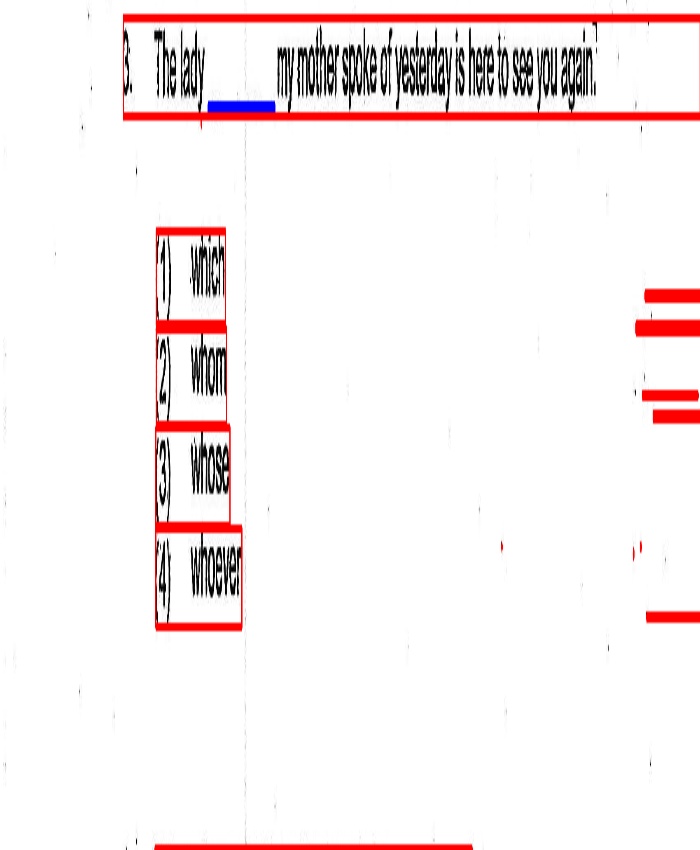 3. The lady ______ my mother spoke of yesterday is here to see you again.
(1) which
(2) whom
(3) whose
(4) whoever